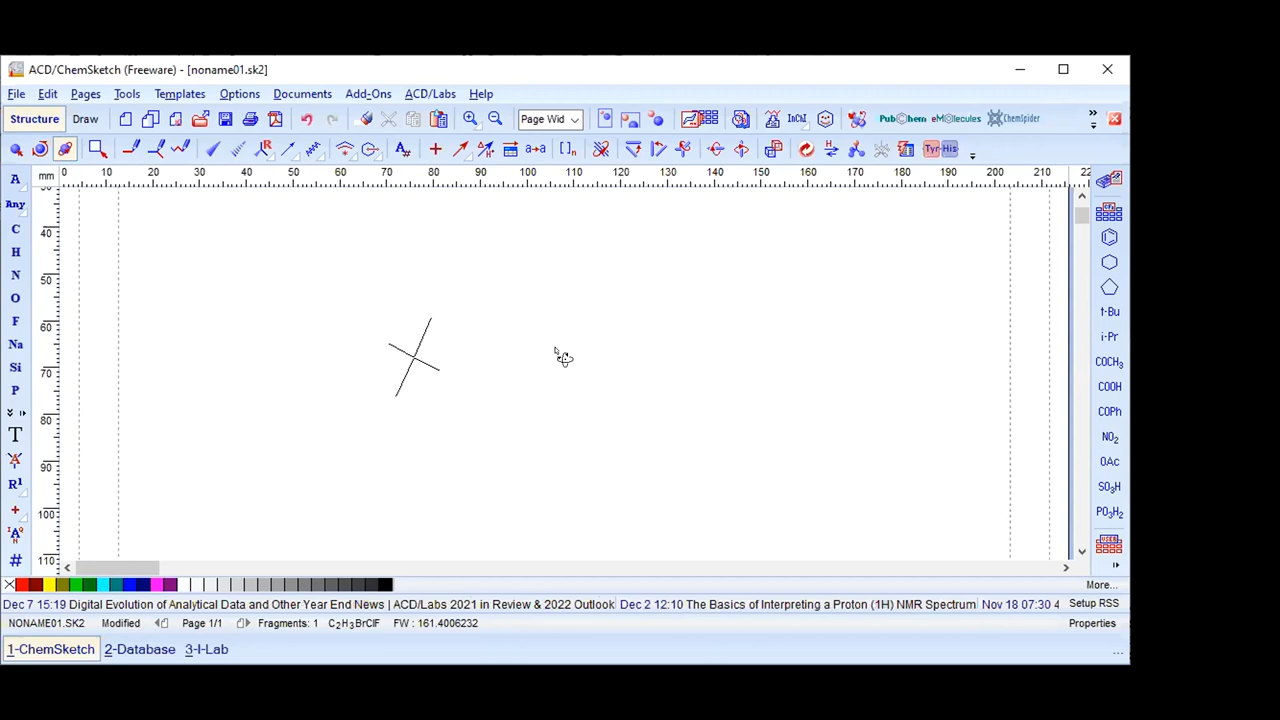 ACD/ChemSketch (Freeware) - [noname01.sk2]
File Edit Pages Tools Templates Options Documents Add-Ons ACD/Labs Help
Structure Draw Page Wid InChI PubChem eMolecules ChemSpider
A a→a [ ]n Tyr His
mm 0 10 20 30 40 50 60 70 80 90 100 110 120 130 140 150 160 170 180 190 200 210 22
40
50
60
70
80
90
100
110
A
Any
C
H
N
O
F
Na
Si
P
T
A
R1
+
#
t-Bu
i-Pr
COCH3
COOH
COPh
NO2
OAc
SO3H
PO3H2
More...
Dec 7 15:19 Digital Evolution of Analytical Data and Other Year End News | ACD/Labs 2021 in Review & 2022 Outlook Dec 2 12:10 The Basics of Interpreting a Proton (1H) NMR Spectrum Nov 18 07:30 4 Setup RSS
NONAME01.SK2 Modified Page 1/1 Fragments: 1 C2H3BrClF FW : 161.4006232 Properties
1-ChemSketch 2-Database 3-I-Lab ...